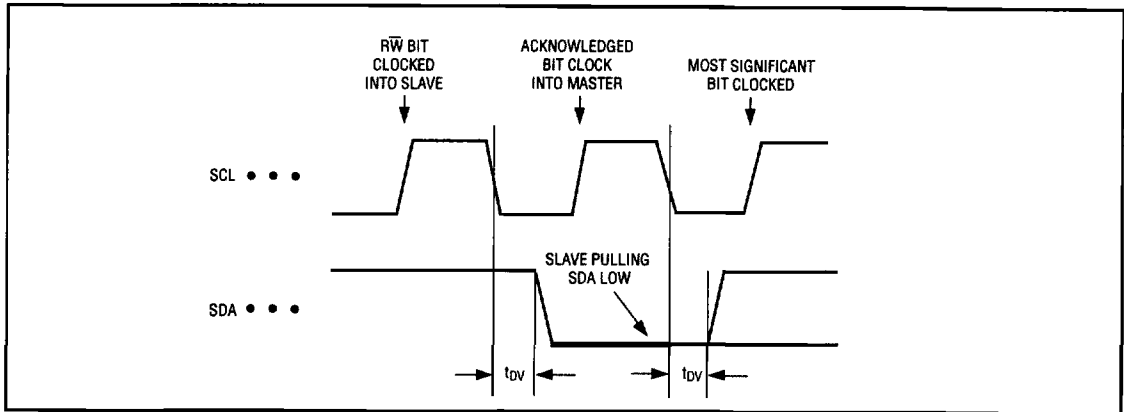 RW̅ BIT
CLOCKED
INTO SLAVE
ACKNOWLEDGED
BIT CLOCK
INTO MASTER
MOST SIGNIFICANT
BIT CLOCKED
SCL • • •
SLAVE PULLING
SDA LOW
SDA • • •
tDV
tDV